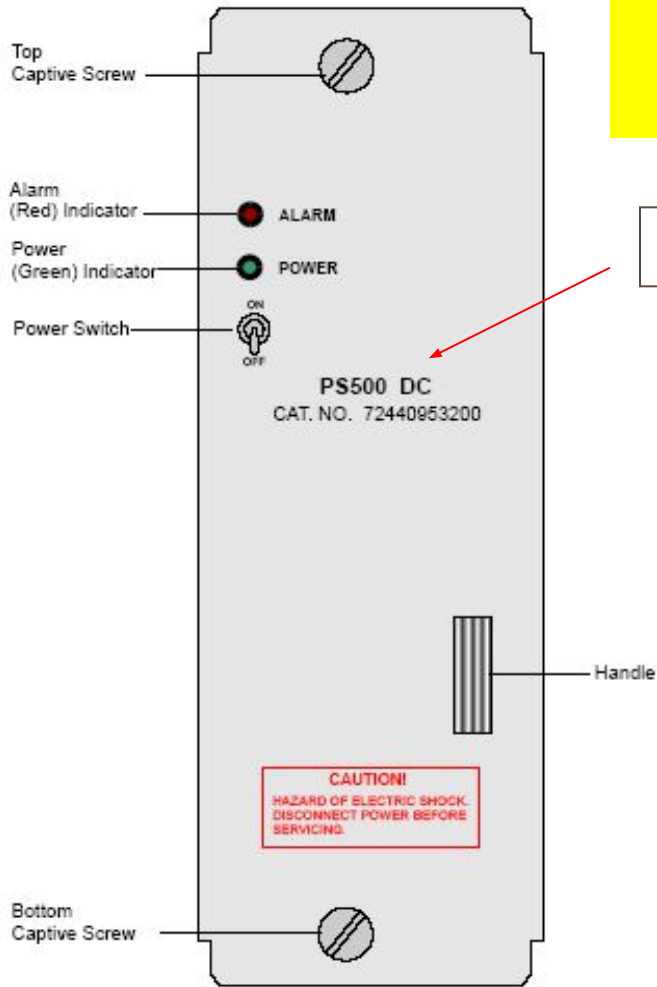 Top
Captive Screw
Alarm
(Red) Indicator
ALARM
Power
(Green) Indicator
POWER
ON
Power Switch
OFF
PS500 DC
CAT. NO. 72440953200
Handle
CAUTION!
HAZARD OF ELECTRIC SHOCK.
DISCONNECT POWER BEFORE
SERVICING.
Bottom
Captive Screw